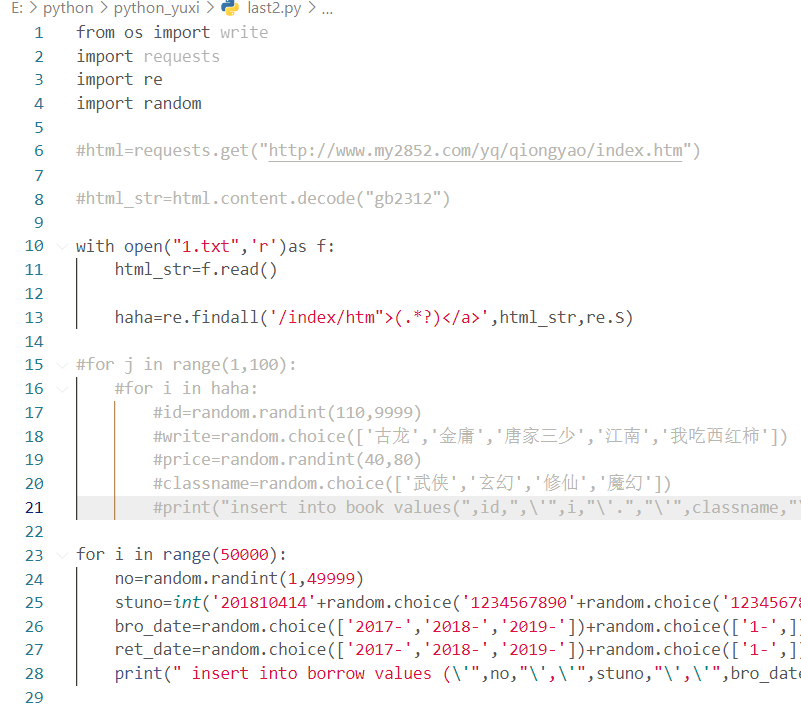 E: > python > python_yuxi > last2.py > ...
1 from os import write
2 import requests
3 import re
4 import random
5
6 #html=requests.get("http://www.my2852.com/yq/qiongyao/index.htm")
7
8 #html_str=html.content.decode("gb2312")
9
10 with open("1.txt",'r')as f:
11 html_str=f.read()
12
13 haha=re.findall('/index/htm">(.*?)</a>',html_str,re.S)
14
15 #for j in range(1,100):
16 #for i in haha:
17 #id=random.randint(110,9999)
18 #write=random.choice(['古龙','金庸','唐家三少','江南','我吃西红柿'])
19 #price=random.randint(40,80)
20 #classname=random.choice(['武侠','玄幻','修仙','魔幻'])
21 #print("insert into book values(",id,",\'",i,"\'.","\'",classname,"\
22
23 for i in range(50000):
24 no=random.randint(1,49999)
25 stuno=int('201810414'+random.choice('1234567890'+random.choice('1234567
26 bro_date=random.choice(['2017-','2018-','2019-'])+random.choice(['1-',]
27 ret_date=random.choice(['2017-','2018-','2019-'])+random.choice(['1-',]
28 print(" insert into borrow values (\'",no,"\',\'",stuno,"\',\'",bro_date
29